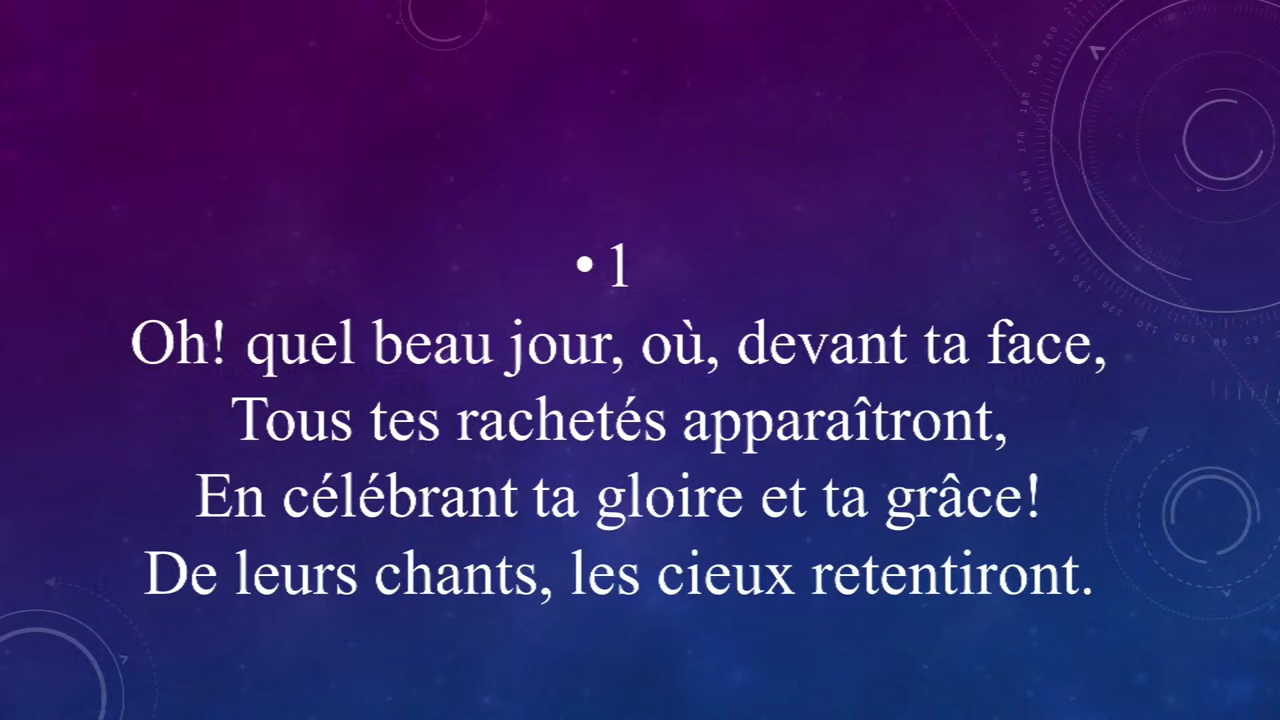 • 1
Oh! quel beau jour, où, devant ta face,
Tous tes rachetés apparaîtront,
En célébrant ta gloire et ta grâce!
De leurs chants, les cieux retentiront.